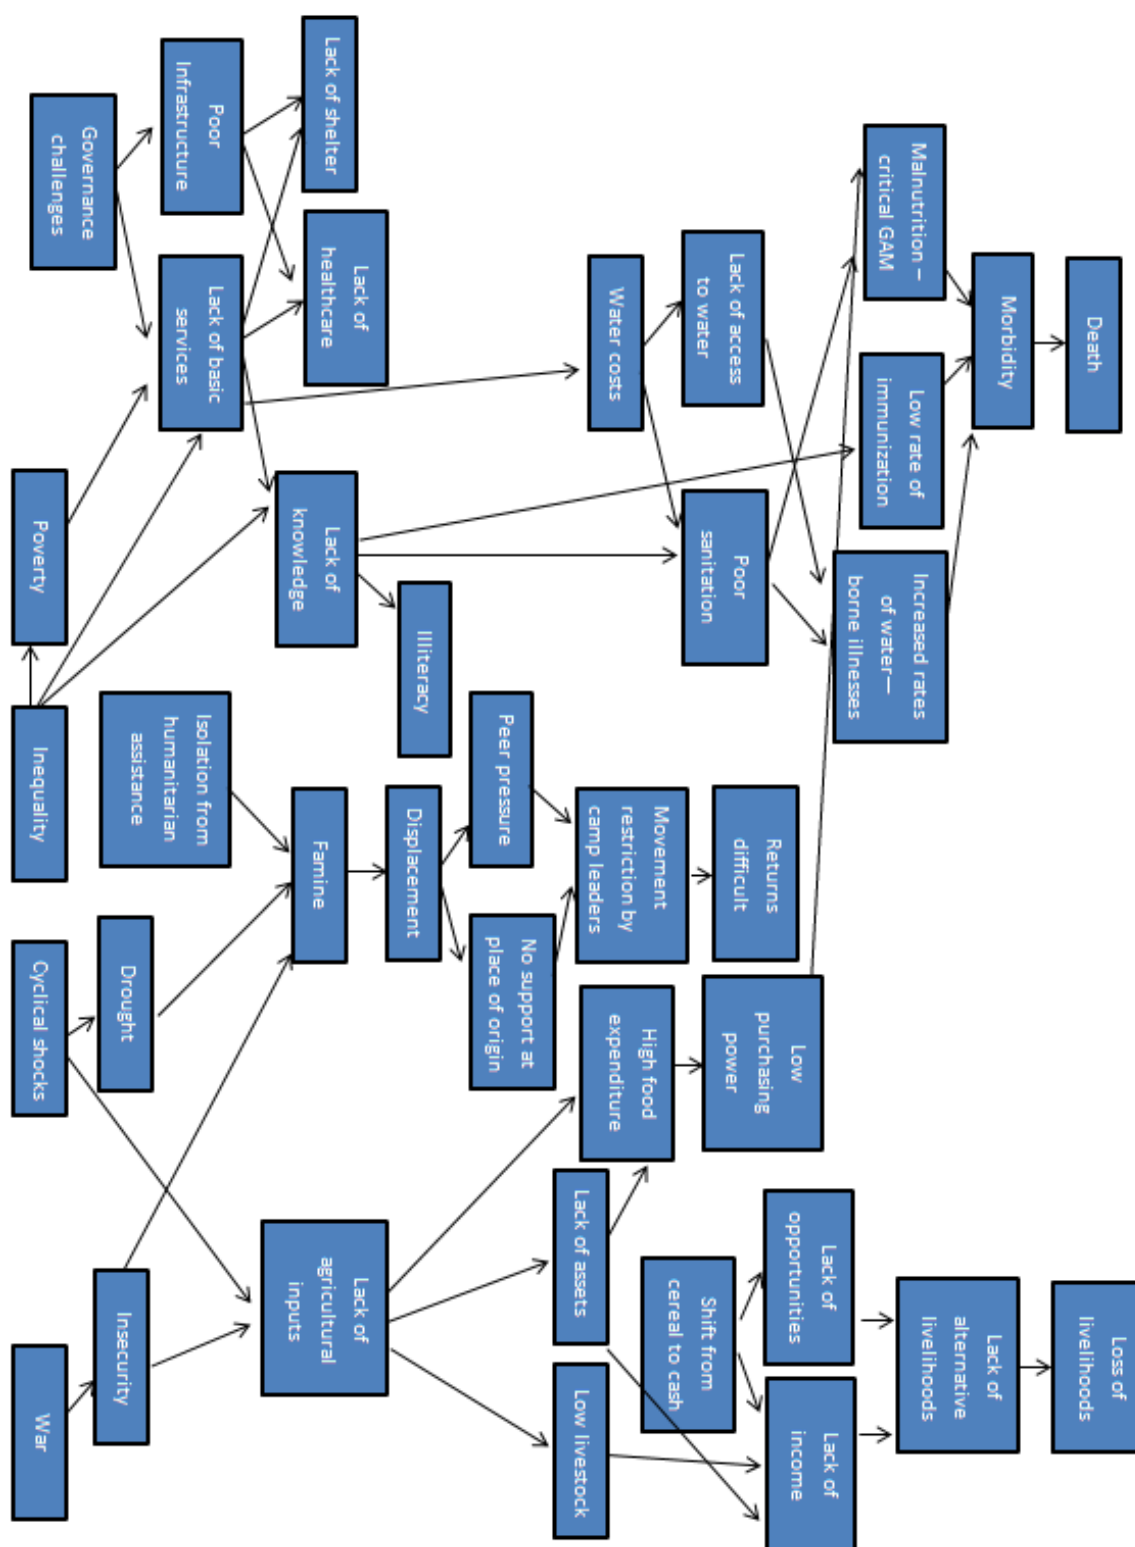 Death
Loss of
livelihoods
Morbidity
Malnutrition –
critical GAM
Low rate of
immunization
Increased rates
of water—
borne illnesses
Lack of
alternative
livelihoods
Lack of access
to water
Poor
sanitation
Returns
difficult
Low
purchasing
power
Lack of
opportunities
Lack of
income
Water costs
Movement
restriction by
camp leaders
High food
expenditure
Shift from
cereal to cash
Peer pressure
No support at
place of origin
Lack of assets
Low livestock
Lack of shelter
Lack of
healthcare
Lack of
knowledge
Illiteracy
Displacement
Famine
Lack of
agricultural
inputs
Poor
Infrastructure
Lack of basic
services
Isolation from
humanitarian
assistance
Drought
Insecurity
Governance
challenges
Poverty
Inequality
Cyclical shocks
War